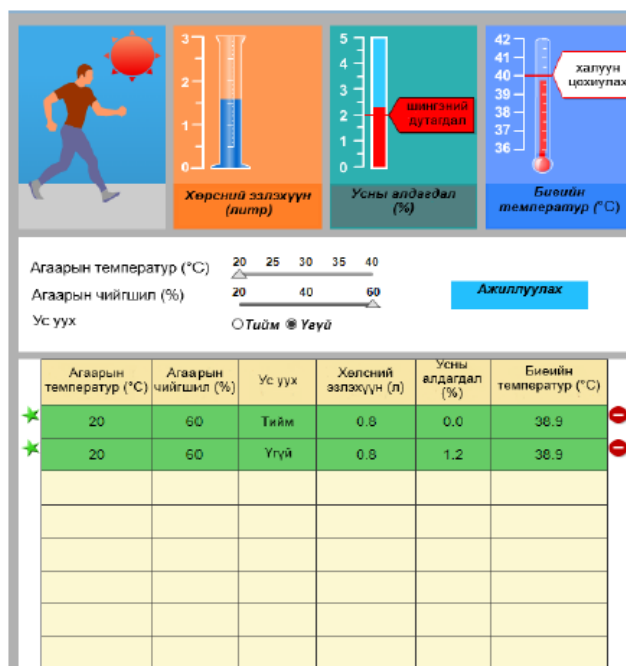 3
2
1
0
Хөрсний эзлэхүүн
(литр)
5
4
3
2
1
0
шингэний
дутагдал
Усны алдагдал
(%)
42
41
40
39
38
37
36
халуун
цохиулах
Биеийн
температур (°C)
Агаарын температур (°C)
20 25 30 35 40
Агаарын чийгшил (%)
20 40 60
Ус уух
Тийм Үгүй
Ажиллуулах
Агаарын температур (°C) Агаарын чийгшил (%) Ус уух Хөлсний эзлэхүүн (л) Усны алдагдал (%) Биеийн температур (°C)
20 60 Тийм 0.8 0.0 38.9
20 60 Үгүй 0.8 1.2 38.9